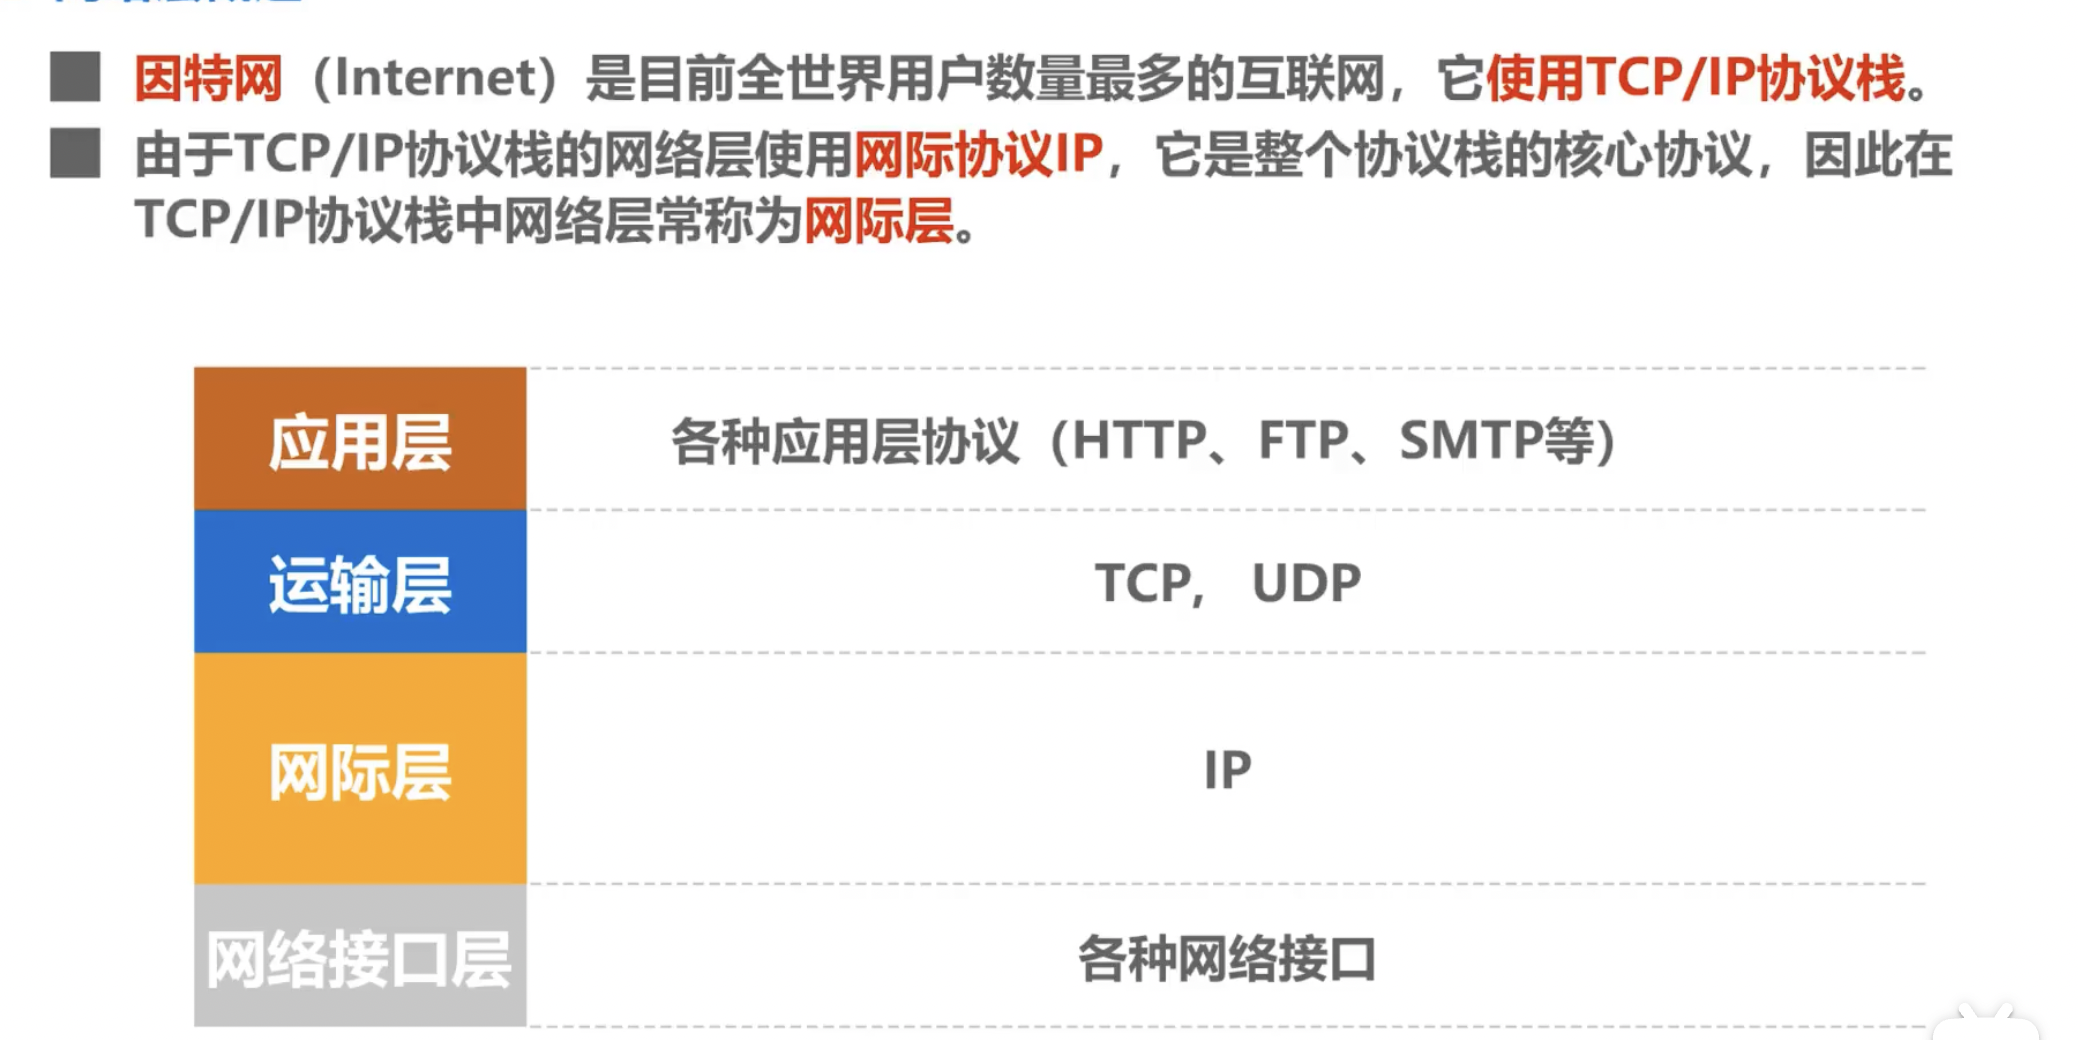 因特网（Internet）是目前全世界用户数量最多的互联网，它使用TCP/IP协议栈。
由于TCP/IP协议栈的网络层使用网际协议IP，它是整个协议栈的核心协议，因此在
TCP/IP协议栈中网络层常称为网际层。
应用层
各种应用层协议（HTTP、FTP、SMTP等）
运输层
TCP， UDP
网际层
IP
网络接口层
各种网络接口